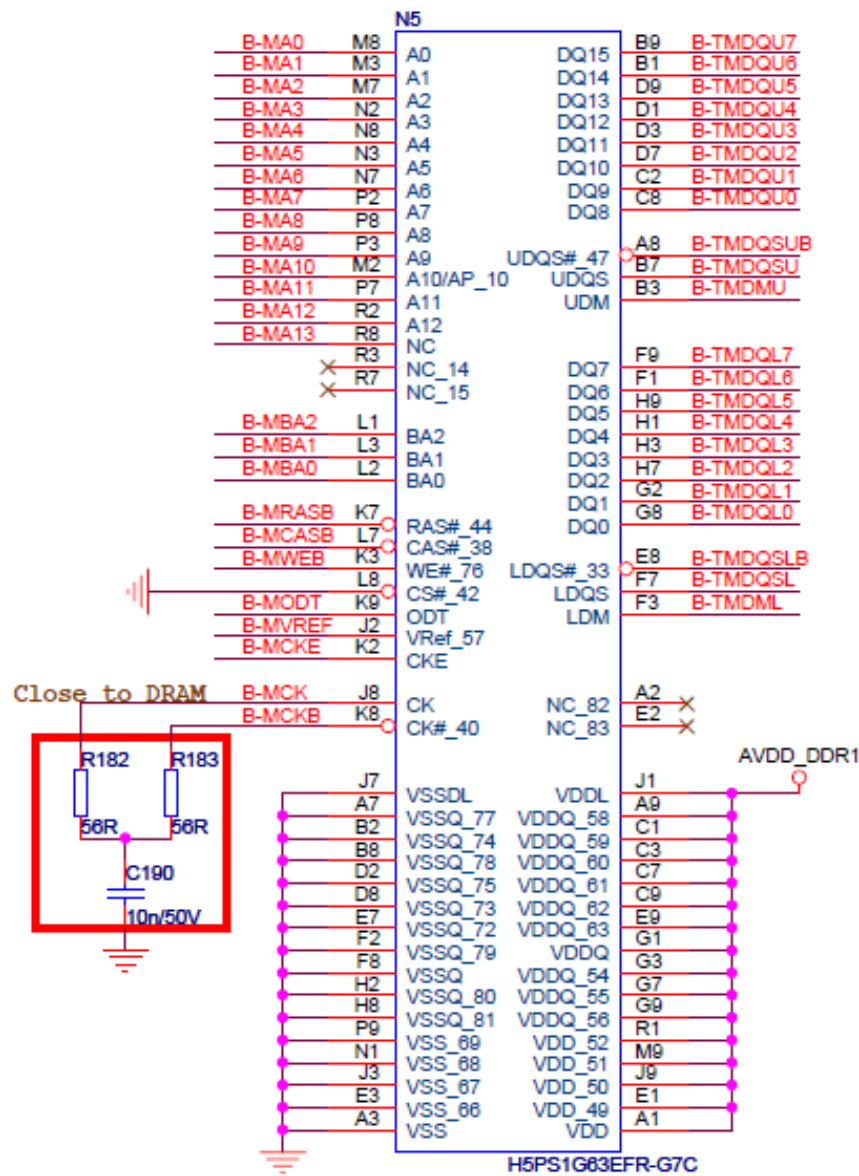 N5
B-MA0 M8 A0 DQ15 B9 B-TMDQU7
B-MA1 M3 A1 DQ14 B1 B-TMDQU6
B-MA2 M7 A2 DQ13 D9 B-TMDQU5
B-MA3 N2 A3 DQ12 D1 B-TMDQU4
B-MA4 N8 A4 DQ11 D3 B-TMDQU3
B-MA5 N3 A5 DQ10 D7 B-TMDQU2
B-MA6 N7 A6 DQ9 C2 B-TMDQU1
B-MA7 P2 A7 DQ8 C8 B-TMDQU0
B-MA8 P8 A8
B-MA9 P3 A9 UDQS#_47 A8 B-TMDQSUB
B-MA10 M2 A10/AP_10 UDQS B7 B-TMDQSU
B-MA11 P7 A11 UDM B3 B-TMDMU
B-MA12 R2 A12
B-MA13 R8 NC
R3 NC_14 DQ7 F9 B-TMDQL7
R7 NC_15 DQ6 F1 B-TMDQL6
DQ5 H9 B-TMDQL5
B-MBA2 L1 BA2 DQ4 H1 B-TMDQL4
B-MBA1 L3 BA1 DQ3 H3 B-TMDQL3
B-MBA0 L2 BA0 DQ2 H7 B-TMDQL2
DQ1 G2 B-TMDQL1
B-MRASB K7 RAS#_44 DQ0 G8 B-TMDQL0
B-MCASB L7 CAS#_38
B-MWEB K3 WE#_76 LDQS#_33 E8 B-TMDQSLB
L8 CS#_42 LDQS F7 B-TMDQSL
B-MODT K9 ODT LDM F3 B-TMDML
B-MVREF J2 VRef_57
B-MCKE K2 CKE
Close to DRAM
B-MCK J8 CK NC_82 A2
B-MCKB K8 CK#_40 NC_83 E2
R182 R183
AVDD_DDR1
56R 56R
C190
10n/50V
J7 VSSDL VDDL J1
A7 VSSQ_77 VDDQ_58 A9
B2 VSSQ_74 VDDQ_59 C1
B8 VSSQ_78 VDDQ_60 C3
D2 VSSQ_75 VDDQ_61 C7
D8 VSSQ_73 VDDQ_62 C9
E7 VSSQ_72 VDDQ_63 E9
F2 VSSQ_79 VDDQ G1
F8 VSSQ VDDQ_54 G3
H2 VSSQ_80 VDDQ_55 G7
H8 VSSQ_81 VDDQ_56 G9
P9 VSS_69 VDD_52 R1
N1 VSS_68 VDD_51 M9
J3 VSS_67 VDD_50 J9
E3 VSS_66 VDD_49 E1
A3 VSS VDD A1
H5PS1G63EFR-G7C